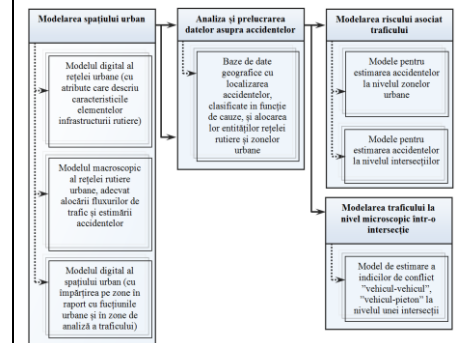 Modelarea spațiului urban
Modelul digital al
rețelei urbane (cu
atribute care descriu
caracteristicile
elementelor
infrastructurii rutiere)
Modelul macroscopic
al rețelei rutiere
urbane, adecvat
alocării fluxurilor de
trafic și estimării
accidentelor
Modelul digital al
spațiului urban (cu
împărțirea pe zone în
raport cu fucțiunile
urbane și în zone de
analiză a traficului)
Analiza și prelucrarea
datelor asupra accidentelor
Baze de date
geografice cu
localizarea
accidentelor,
clasificate in funcție
de cauze, și alocarea
lor entităților rețelei
rutiere și zonelor
urbane
Modelarea riscului asociat
traficului
Modele pentru
estimarea accidentelor
la nivelul zonelor
urbane
Modele pentru
estimarea accidentelor
la nivelul intersecțiilor
Modelarea traficului la
nivel microscopic într-o
intersecție
Model de estimare a
indicilor de conflict
"vehicul-vehicul",
"vehicul-pieton" la
nivelul unei intersecții